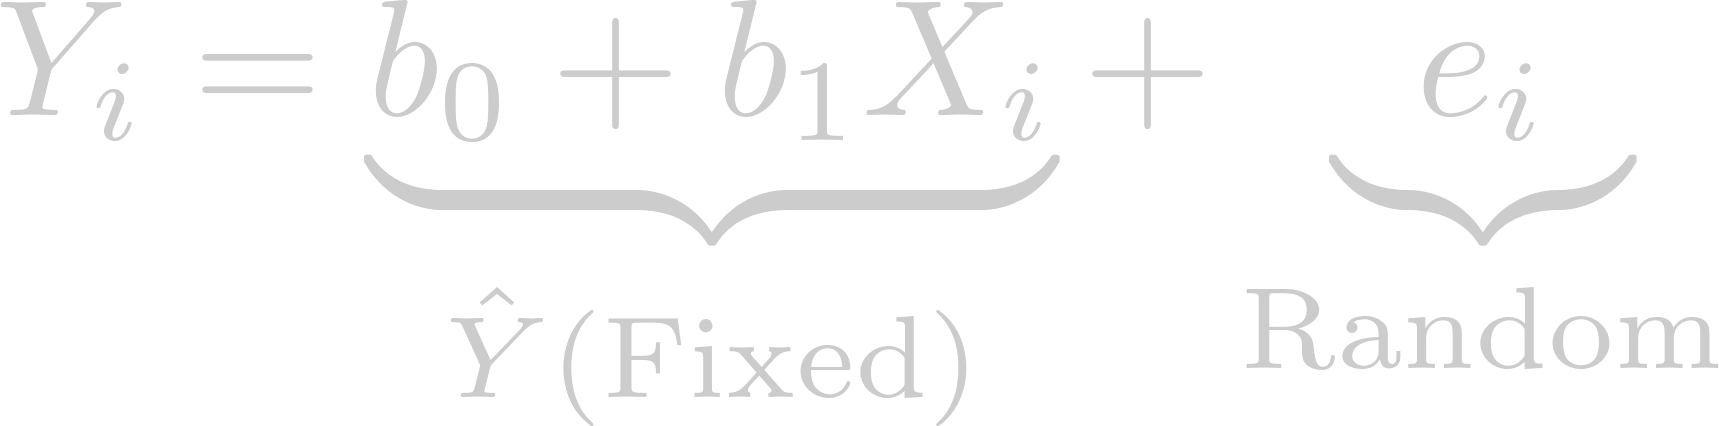 Yᵢ = b₀ + b₁Xᵢ + eᵢ
Ŷ(Fixed) Random